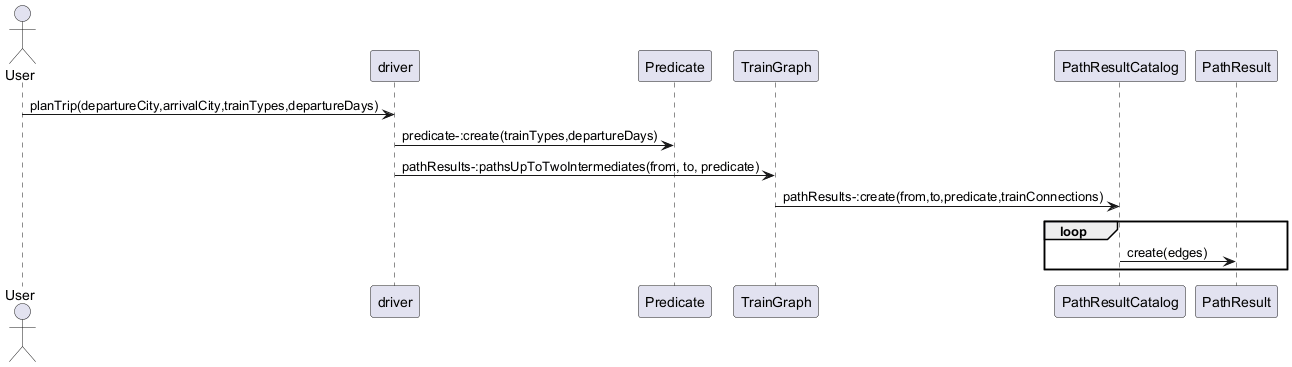 User
driver
Predicate
TrainGraph
PathResultCatalog
PathResult
planTrip(departureCity,arrivalCity,trainTypes,departureDays)
predicate-:create(trainTypes,departureDays)
pathResults-:pathsUpToTwoIntermediates(from, to, predicate)
pathResults-:create(from,to,predicate,trainConnections)
loop
create(edges)
User
driver
Predicate
TrainGraph
PathResultCatalog
PathResult